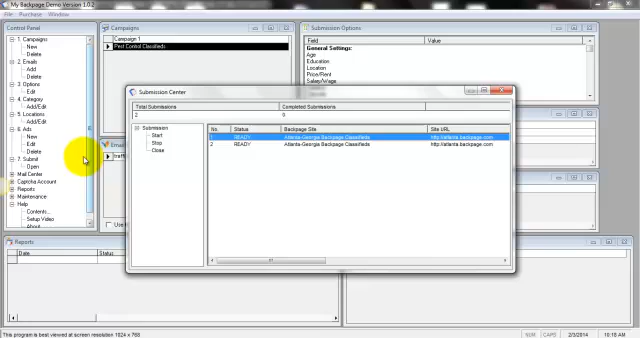 My Backpage Demo Version 1.0.2
File Purchase Window
Control Panel
1. Campaigns
New
Delete
2. Emails
Add
Delete
3. Options
Edit
4. Category
Add/Edit
5. Locations
Add/Edit
6. Ads
New
Edit
Delete
7. Submit
Open
Mail Center
Captcha Account
Reports
Maintenance
Help
Contents...
Setup Video
About
Campaigns
Campaign 1
Pest Control Classifieds
Submission Options
Field Value
General Settings:
Age
Education
Location
Price/Rent
Salary/Wage
Submission Center
Total Submissions Completed Submissions
2 0
Submission
Start
Stop
Close
No. Status Backpage Site Site URL
1 READY Atlanta-Georgia Backpage Classifieds http://atlanta.backpage.com
2 READY Atlanta-Georgia Backpage Classifieds http://atlanta.backpage.com
Reports
Date Status
This program is best viewed at screen resolution 1024 x 768
NUM CAPS 2/3/2014 10:18 AM